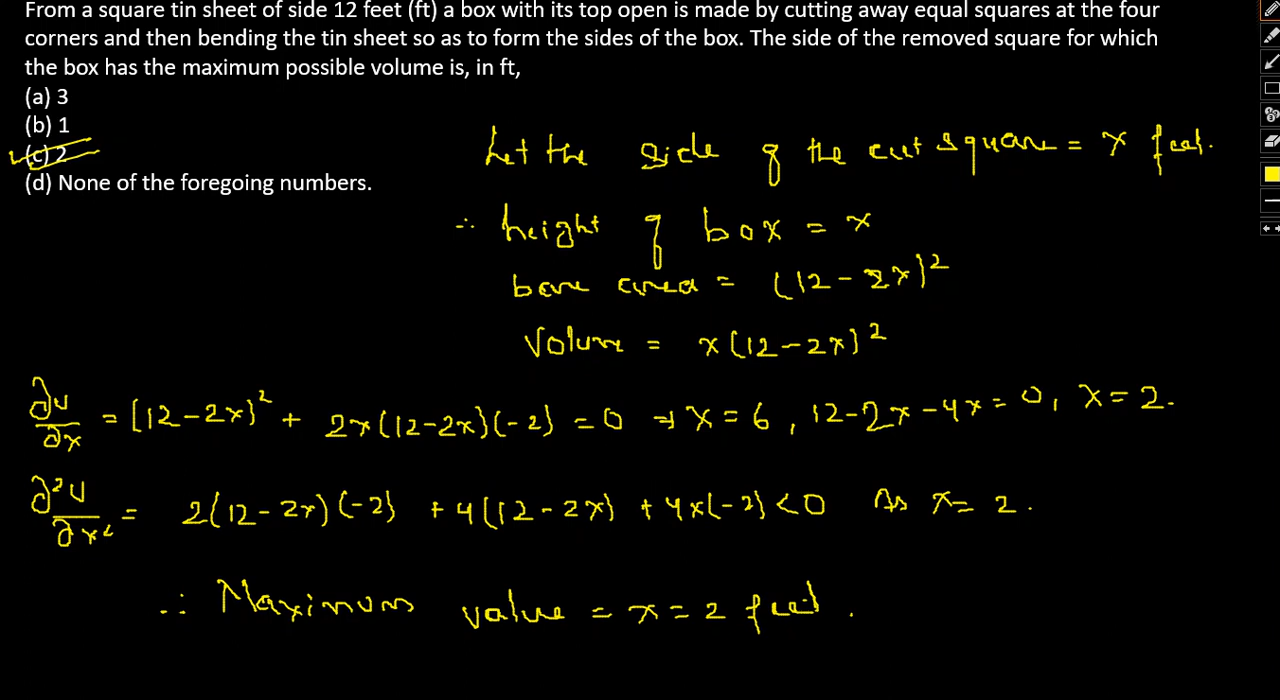 From a square tin sheet of side 12 feet (ft) a box with its top open is made by cutting away equal squares at the four
corners and then bending the tin sheet so as to form the sides of the box. The side of the removed square for which
the box has the maximum possible volume is, in ft,
(a) 3
(b) 1
(c) 2
(d) None of the foregoing numbers.
Let the side of the cut square = x feet.
∴ height of box = x
base area = (12-2x)²
Volume = x(12-2x)²
∂v/∂x = (12-2x)² + 2x(12-2x)(-2) = 0 ⇒ x = 6, 12-2x-4x = 0, x = 2.
∂²v/∂x² = 2(12-2x)(-2) + 4(12-2x) + 4x(-2) < 0 As x = 2.
∴ Maximum value = x = 2 feet.